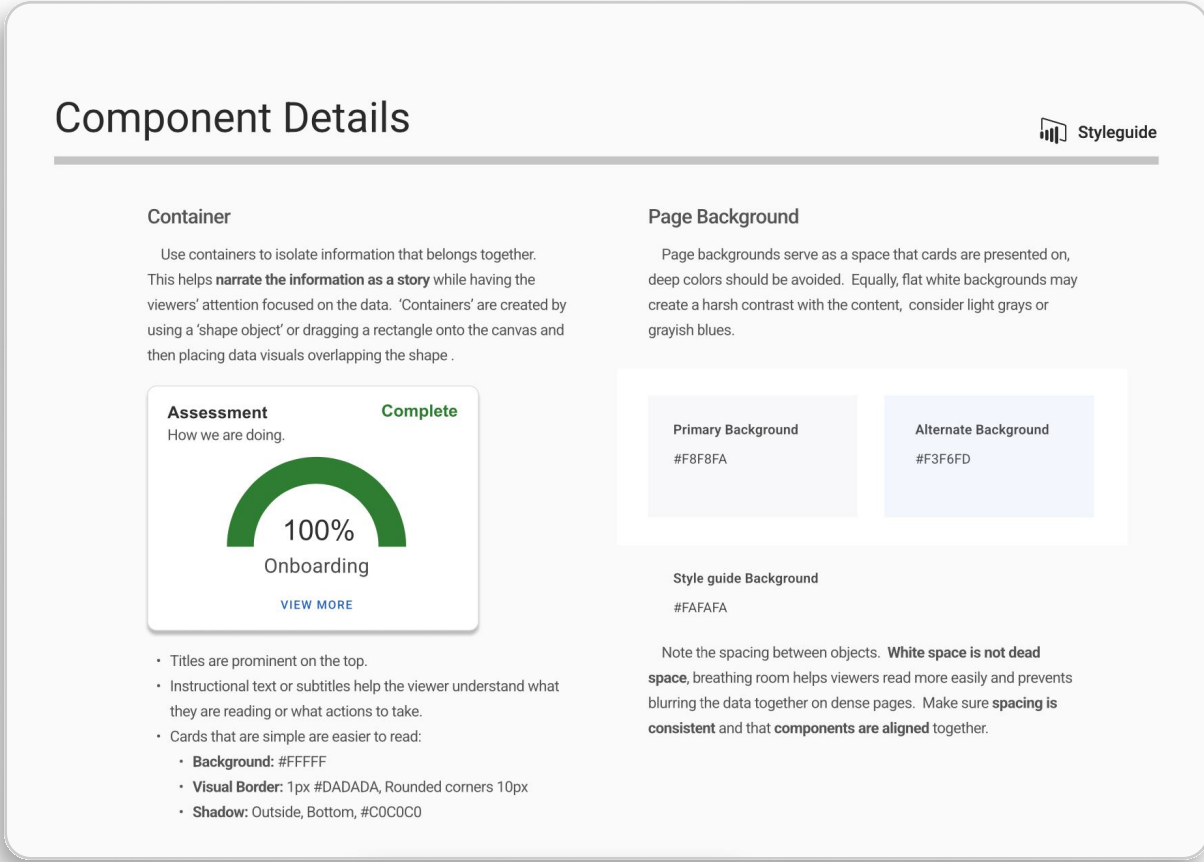 Component Details
Styleguide
Container
Use containers to isolate information that belongs together.
This helps narrate the information as a story while having the
viewers’ attention focused on the data.  ‘Containers’ are created by
using a ‘shape object’ or dragging a rectangle onto the canvas and
then placing data visuals overlapping the shape .
Assessment
Complete
How we are doing.
100%
Onboarding
VIEW MORE
• Titles are prominent on the top.
• Instructional text or subtitles help the viewer understand what
they are reading or what actions to take.
• Cards that are simple are easier to read:
• Background: #FFFFF
• Visual Border: 1px #DADADA, Rounded corners 10px
• Shadow: Outside, Bottom, #C0C0C0
Page Background
Page backgrounds serve as a space that cards are presented on,
deep colors should be avoided.  Equally, flat white backgrounds may
create a harsh contrast with the content,  consider light grays or
grayish blues.
Primary Background
#F8F8FA
Alternate Background
#F3F6FD
Style guide Background
#FAFAFA
Note the spacing between objects.  White space is not dead
space, breathing room helps viewers read more easily and prevents
blurring the data together on dense pages.  Make sure spacing is
consistent and that components are aligned together.